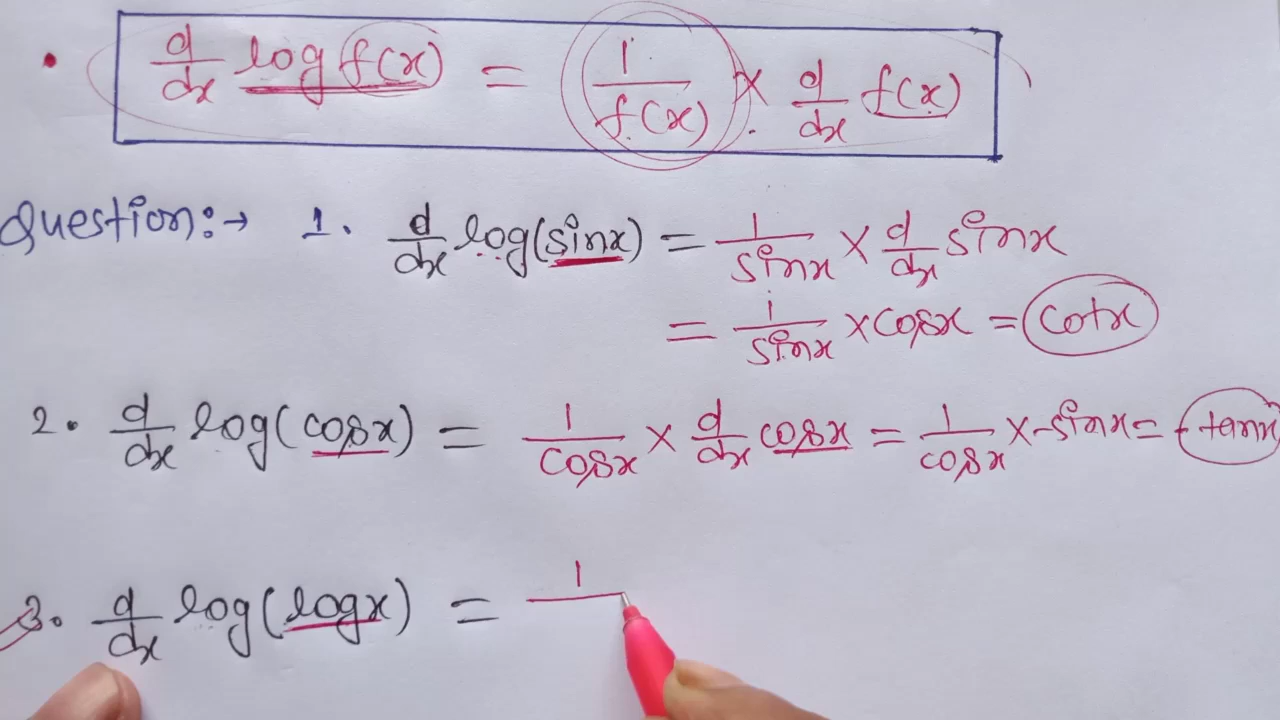 • d/dx log f(x) = 1/f(x) × d/dx f(x)
Question:→ 1. d/dx log(sinx) = 1/sinx × d/dx sinx
= 1/sinx × cosx = cotx
2. d/dx log(cosx) = 1/cosx × d/dx cosx = 1/cosx × -sinx = -tanx
3. d/dx log(logx) = 1/